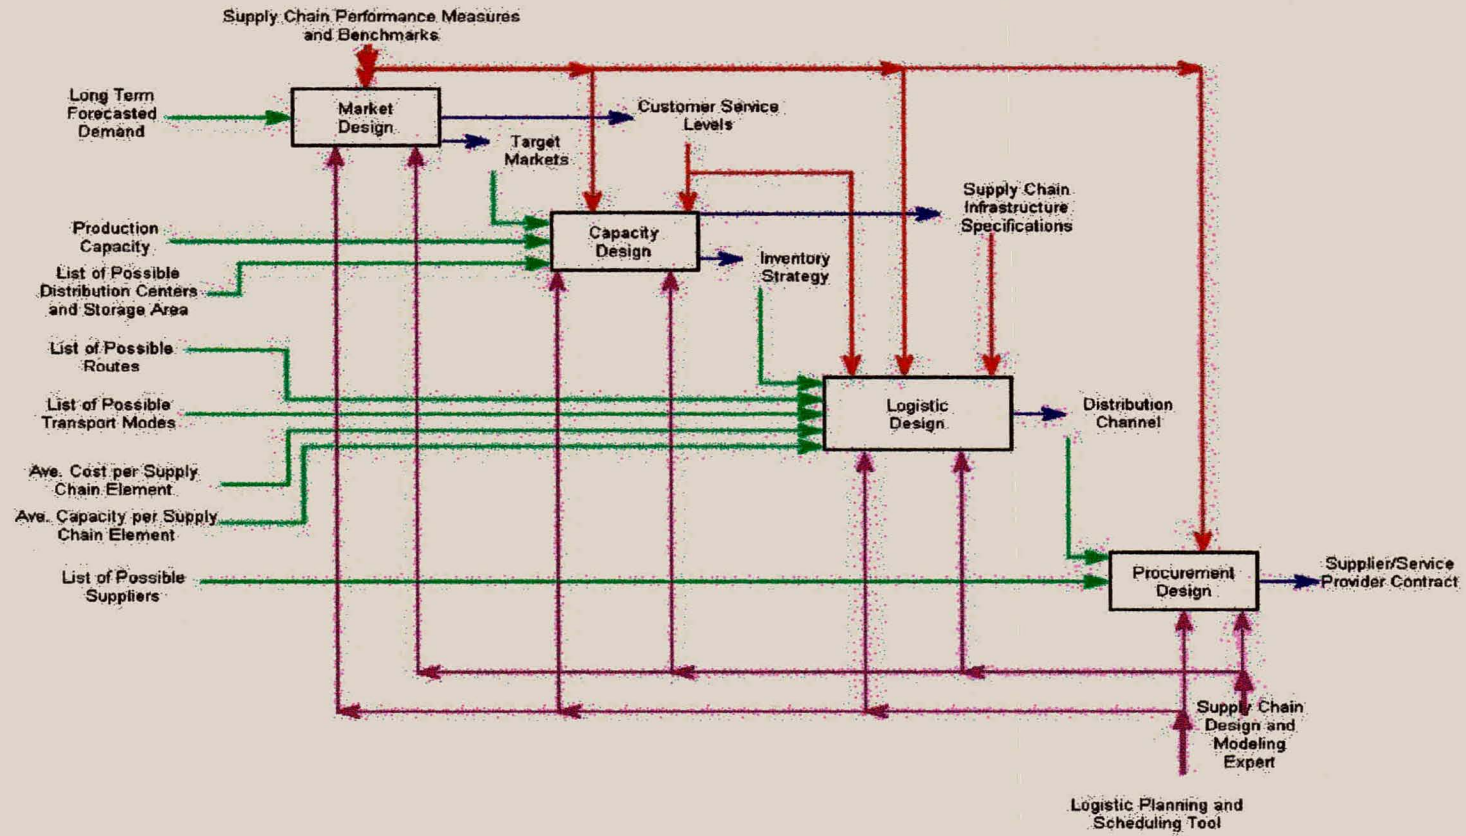 Supply Chain Performance Measures
and Benchmarks
Long Term
Forecasted
Demand
Market
Design
Customer Service
Levels
Target
Markets
Supply Chain
Infrastructure
Specifications
Production
Capacity
Capacity
Design
Inventory
Strategy
List of Possible
Distribution Centers
and Storage Area
List of Possible
Routes
List of Possible
Transport Modes
Logistic
Design
Distribution
Channel
Ave. Cost per Supply
Chain Element
Ave. Capacity per Supply
Chain Element
List of Possible
Suppliers
Procurement
Design
Supplier/Service
Provider Contract
Supply Chain
Design and
Modeling
Expert
Logistic Planning and
Scheduling Tool